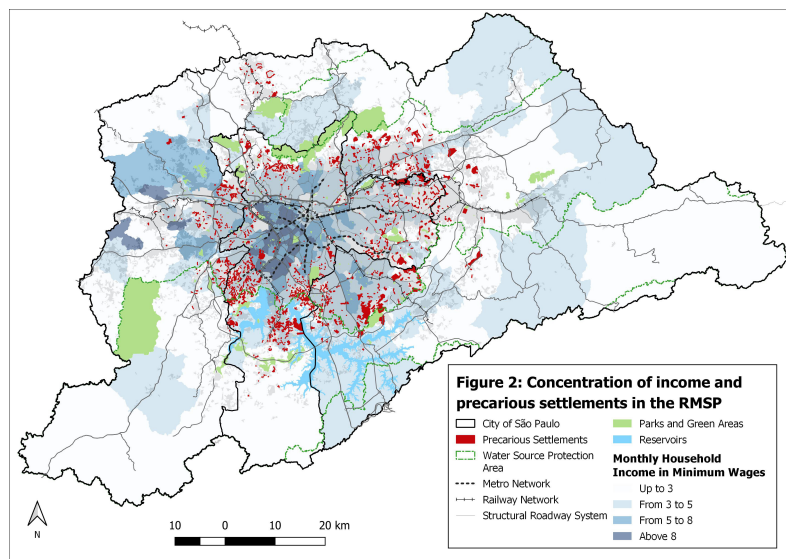 Figure 2: Concentration of income and
precarious settlements in the RMSP
City of São Paulo
Precarious Settlements
Water Source Protection
Area
Metro Network
Railway Network
Structural Roadway System
Parks and Green Areas
Reservoirs
Monthly Household
Income in Minimum Wages
Up to 3
From 3 to 5
From 5 to 8
Above 8
N
10 0 10 20 km